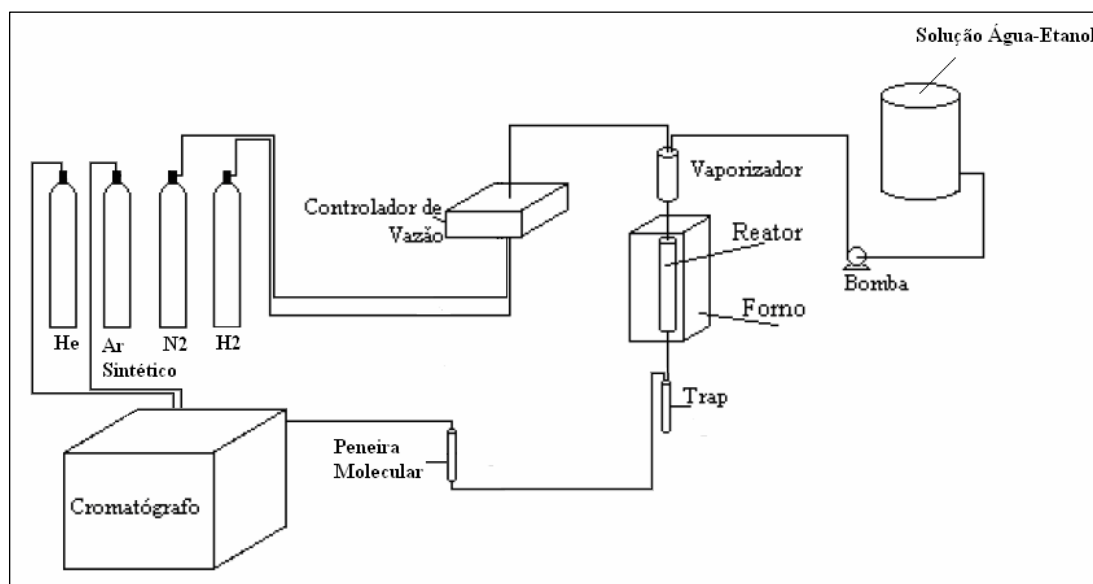 Solução Água-Etanol
Vaporizador
Controlador de
Vazão
Reator
Bomba
Forno
He
Ar
Sintético
N2
H2
Trap
Peneira
Molecular
Cromatógrafo